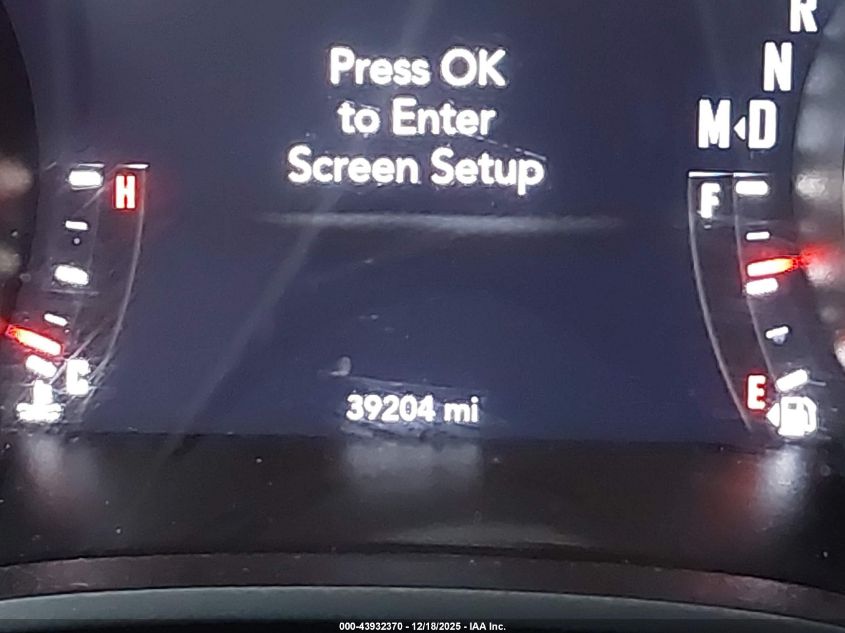 R
N
M◂D
Press OK
to Enter
Screen Setup
H
F
C
E
39204 mi
000-43932370 - 12/18/2025 - IAA Inc.